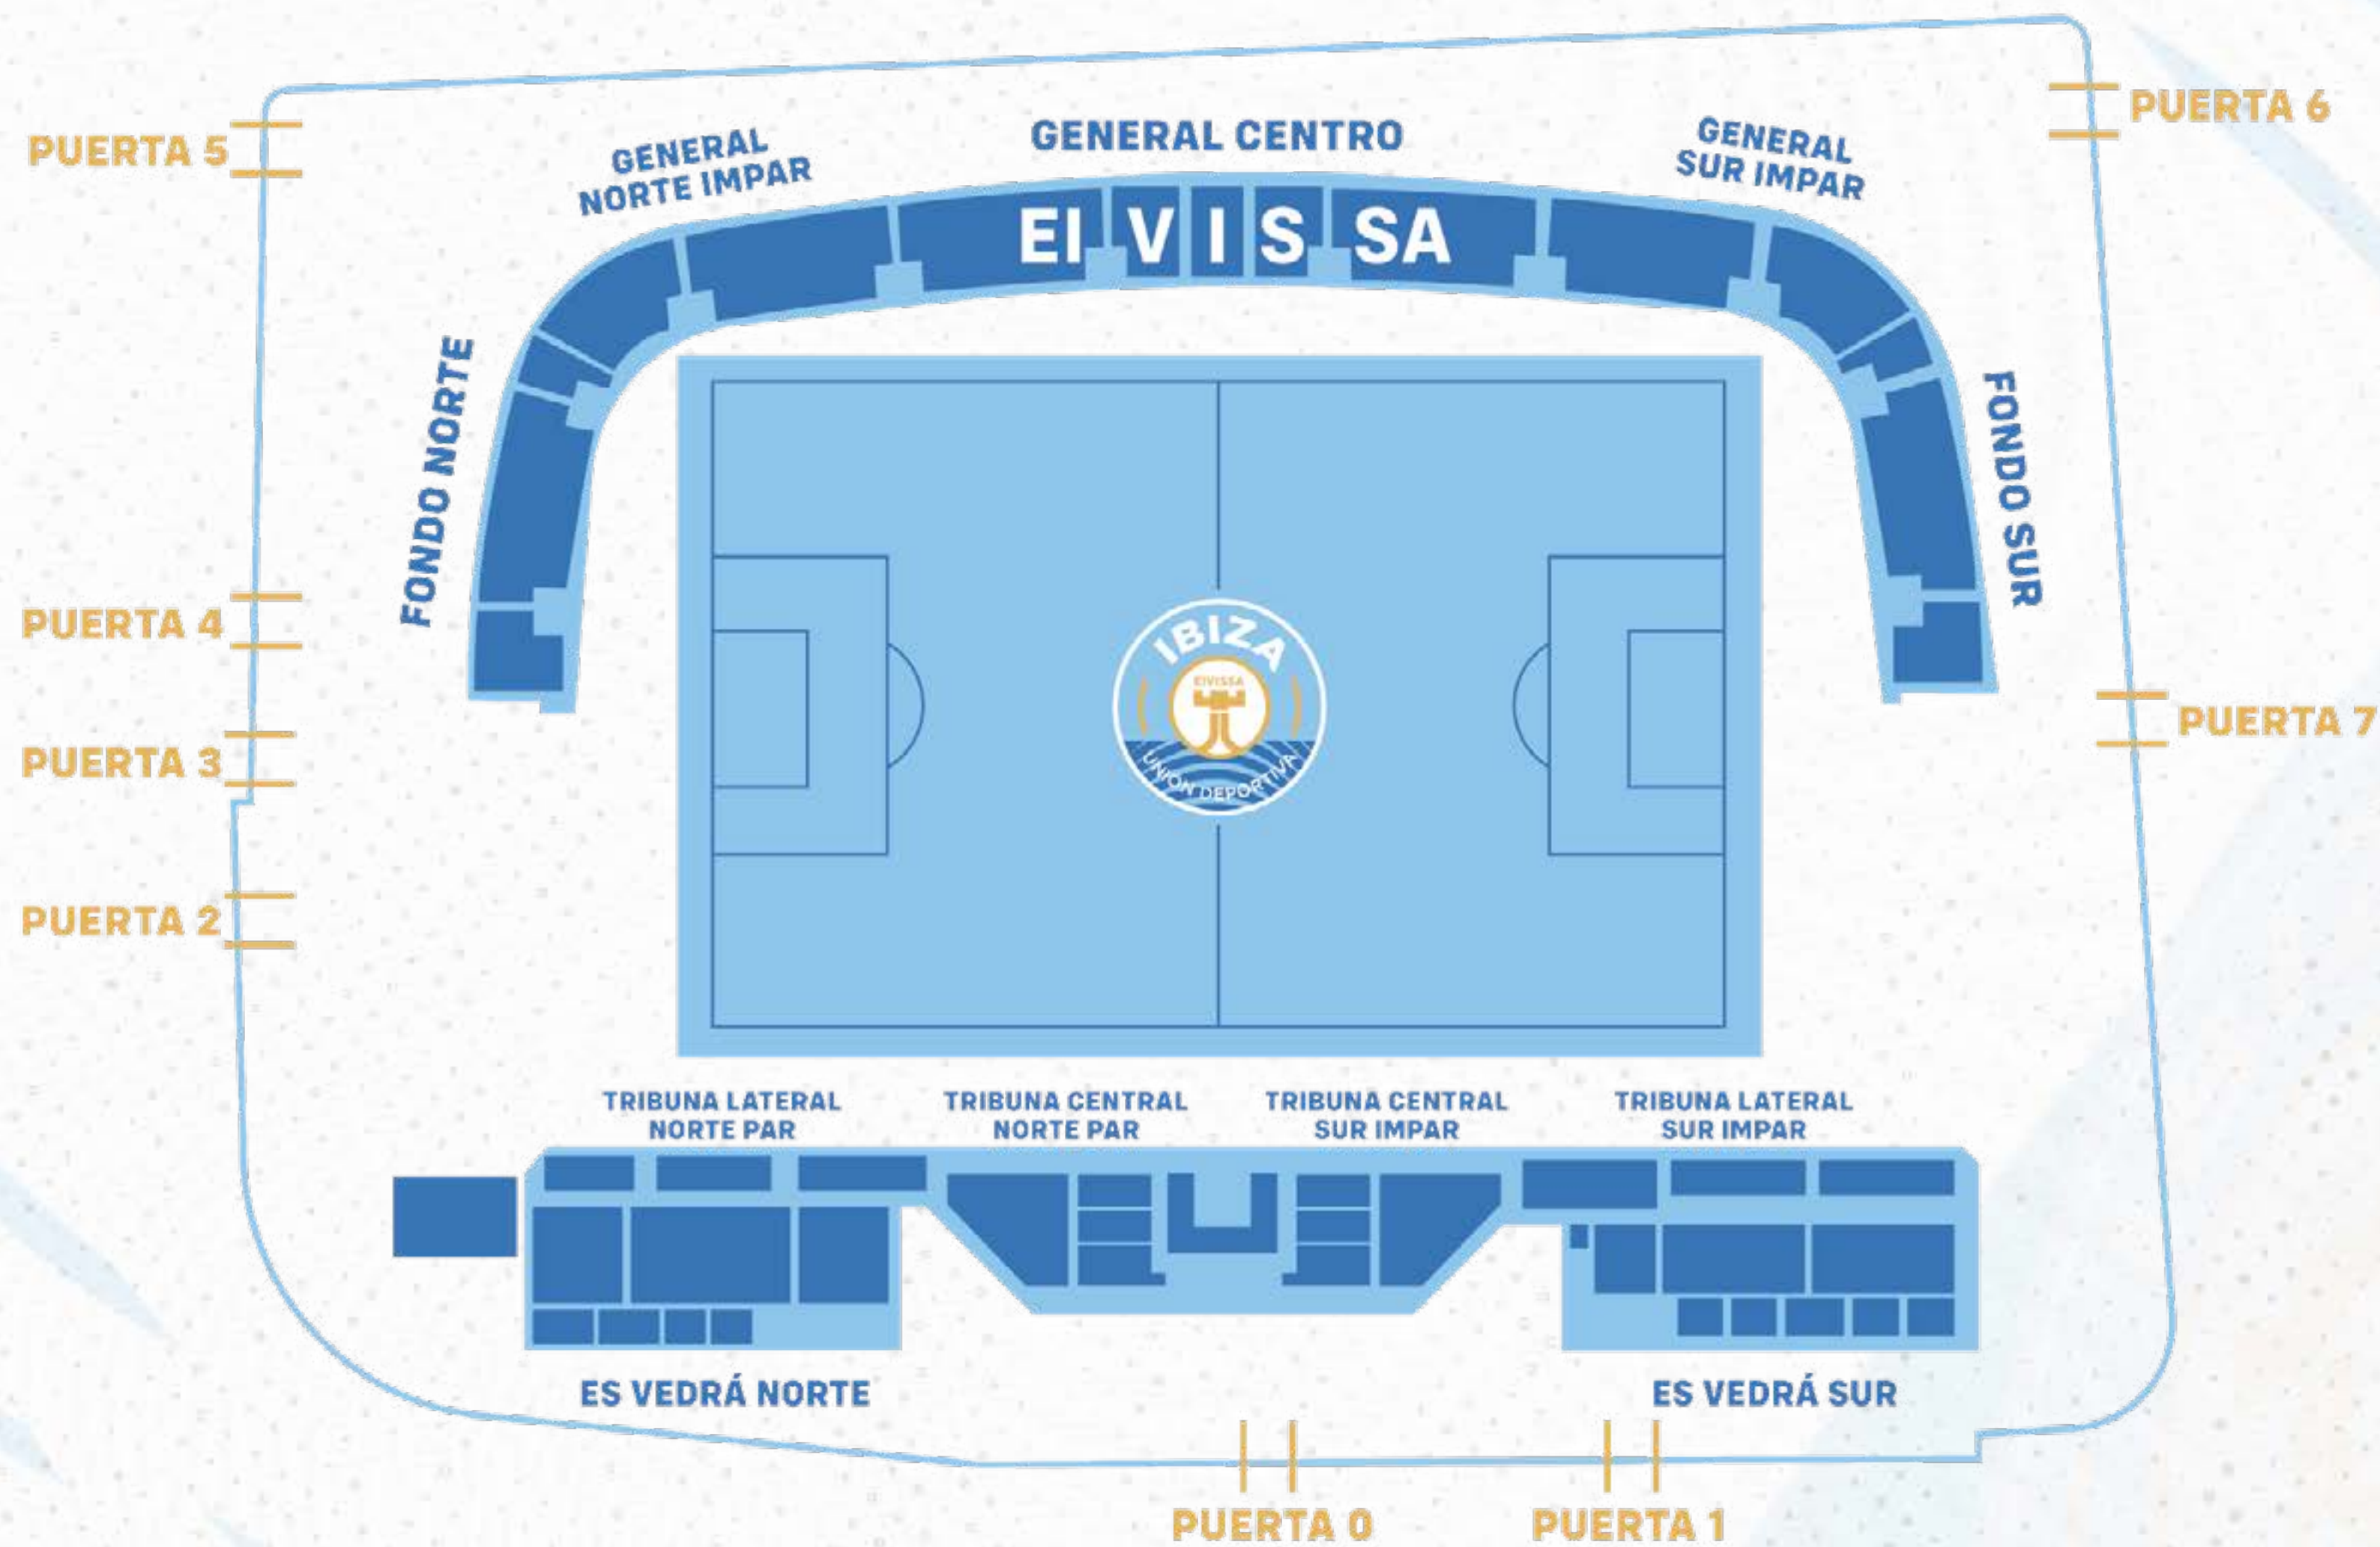 PUERTA 5
PUERTA 6
GENERAL
NORTE IMPAR
GENERAL CENTRO
GENERAL
SUR IMPAR
EI V I S SA
FONDO NORTE
FONDO SUR
PUERTA 4
PUERTA 3
PUERTA 2
PUERTA 7
IBIZA
EIVISSA
UNIÓN DEPORTIVA
TRIBUNA LATERAL
NORTE PAR
TRIBUNA CENTRAL
NORTE PAR
TRIBUNA CENTRAL
SUR IMPAR
TRIBUNA LATERAL
SUR IMPAR
ES VEDRÁ NORTE
ES VEDRÁ SUR
PUERTA 0
PUERTA 1